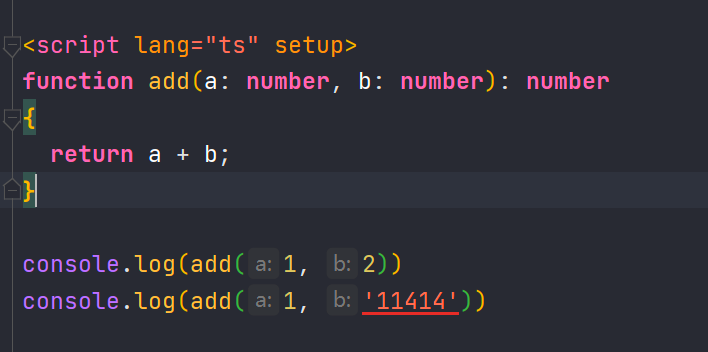 <script lang="ts" setup>
function add(a: number, b: number): number
{
return a + b;
}
console.log(add( a: 1, b: 2))
console.log(add( a: 1, b: '11414'))